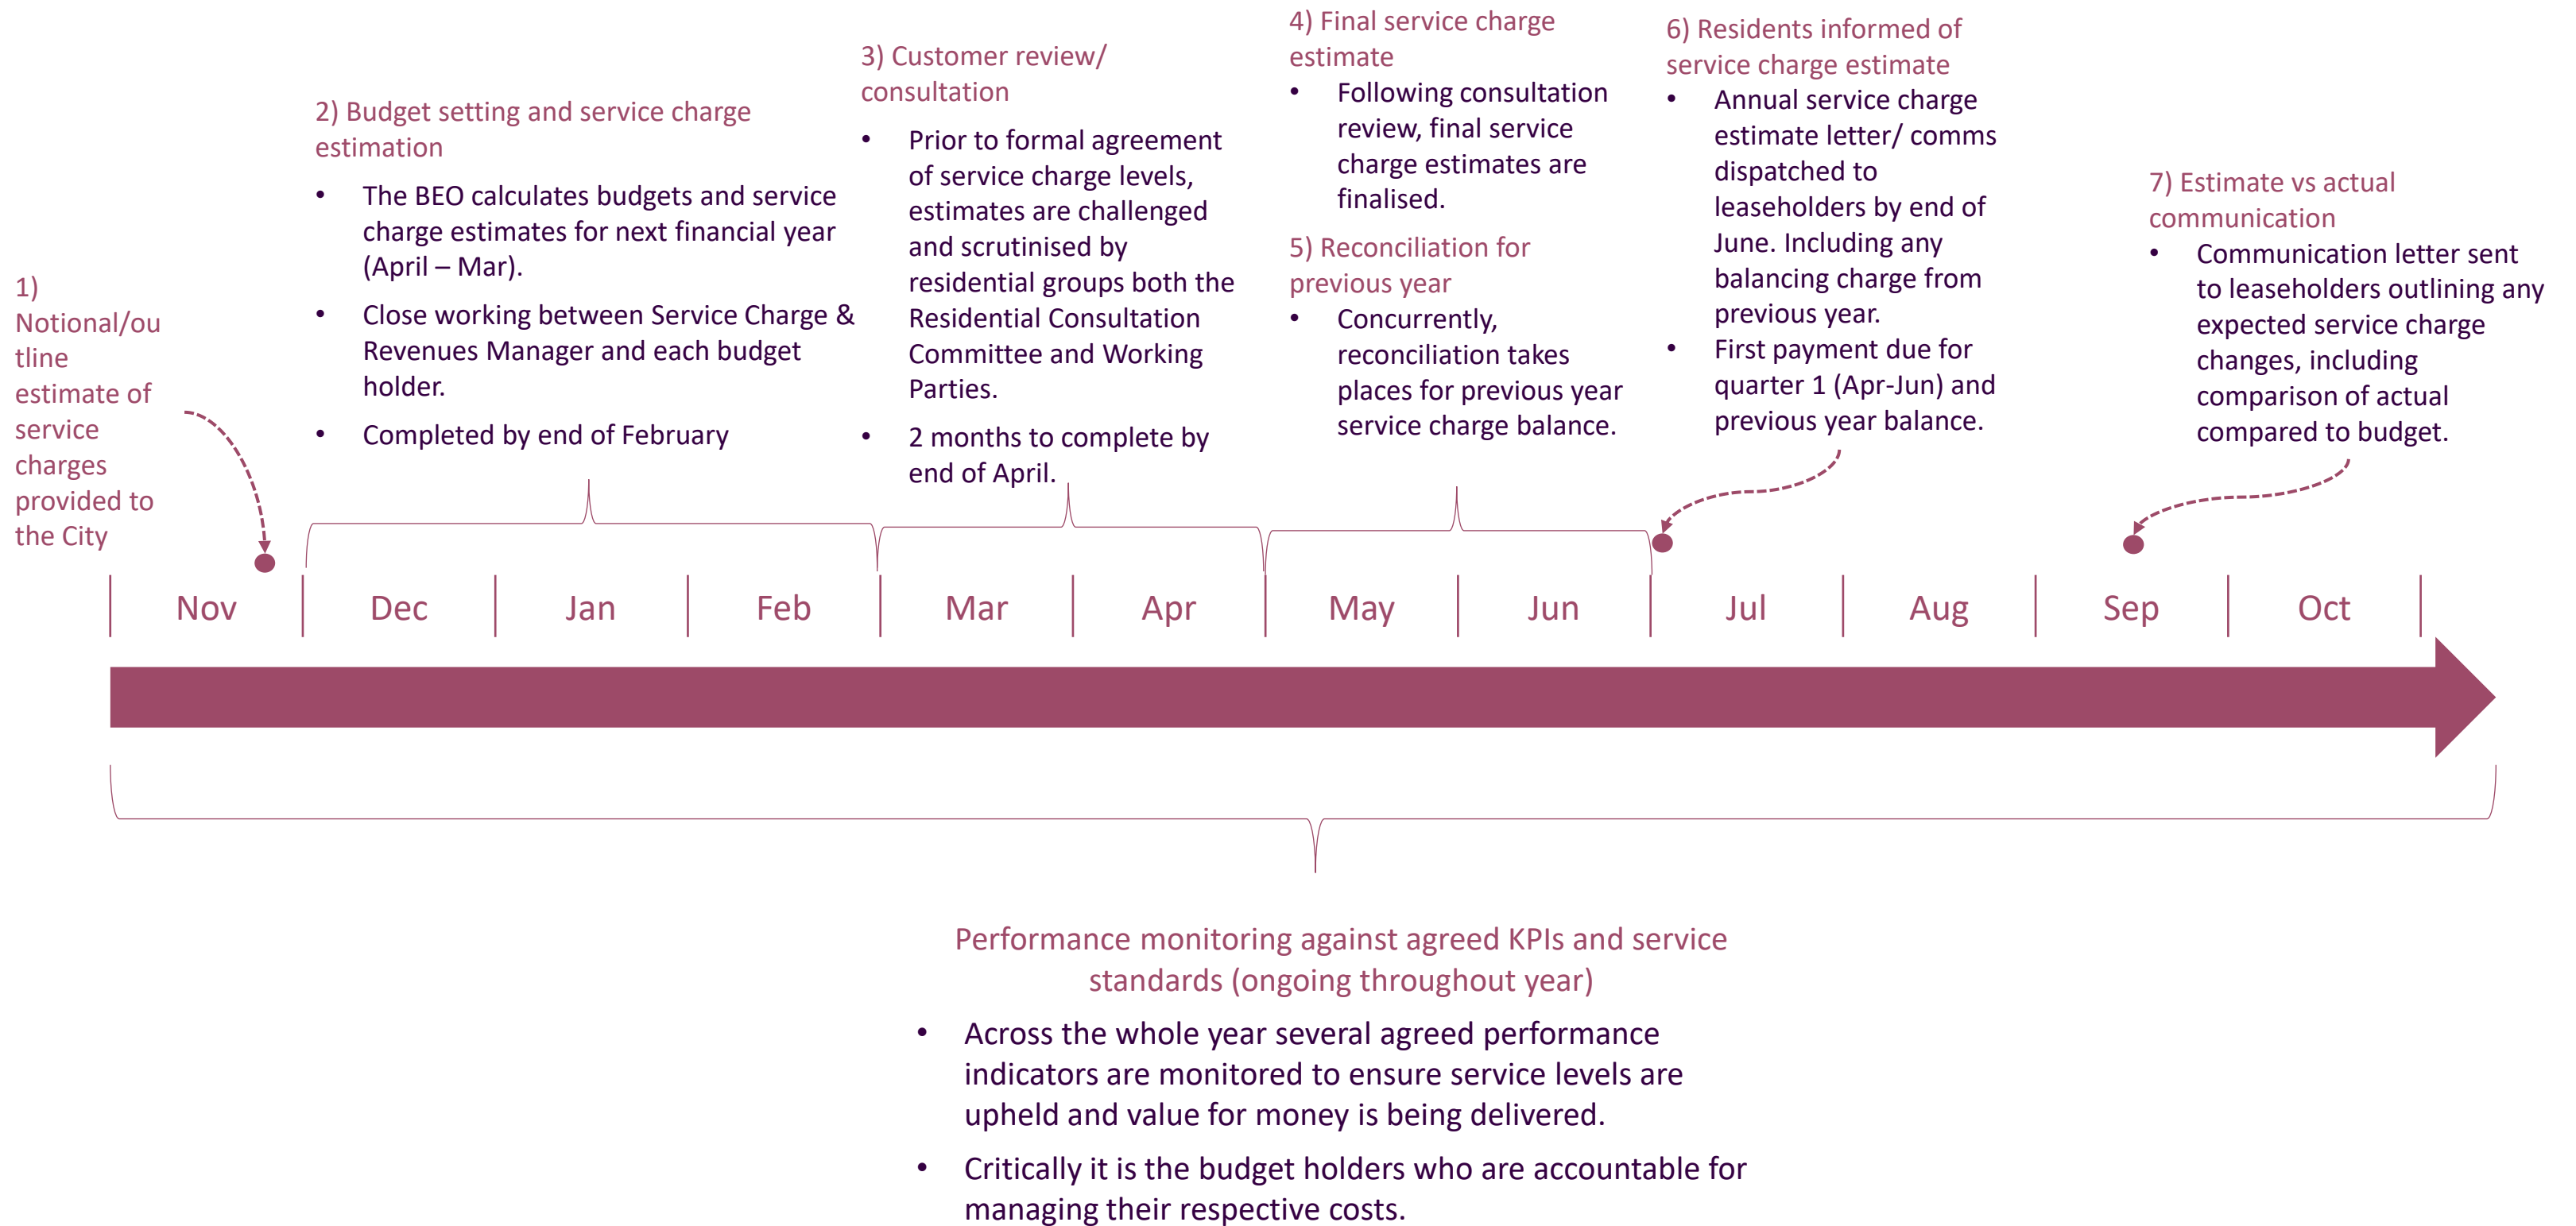 1)
Notional/ou
tline
estimate of
service
charges
provided to
the City
2) Budget setting and service charge
estimation
• The BEO calculates budgets and service
charge estimates for next financial year
(April – Mar).
• Close working between Service Charge &
Revenues Manager and each budget
holder.
• Completed by end of February
3) Customer review/
consultation
• Prior to formal agreement
of service charge levels,
estimates are challenged
and scrutinised by
residential groups both the
Residential Consultation
Committee and Working
Parties.
• 2 months to complete by
end of April.
4) Final service charge
estimate
• Following consultation
review, final service
charge estimates are
finalised.
5) Reconciliation for
previous year
• Concurrently,
reconciliation takes
places for previous year
service charge balance.
6) Residents informed of
service charge estimate
• Annual service charge
estimate letter/ comms
dispatched to
leaseholders by end of
June. Including any
balancing charge from
previous year.
• First payment due for
quarter 1 (Apr-Jun) and
previous year balance.
7) Estimate vs actual
communication
• Communication letter sent
to leaseholders outlining any
expected service charge
changes, including
comparison of actual
compared to budget.
Nov Dec Jan Feb Mar Apr May Jun Jul Aug Sep Oct
Performance monitoring against agreed KPIs and service
standards (ongoing throughout year)
• Across the whole year several agreed performance
indicators are monitored to ensure service levels are
upheld and value for money is being delivered.
• Critically it is the budget holders who are accountable for
managing their respective costs.